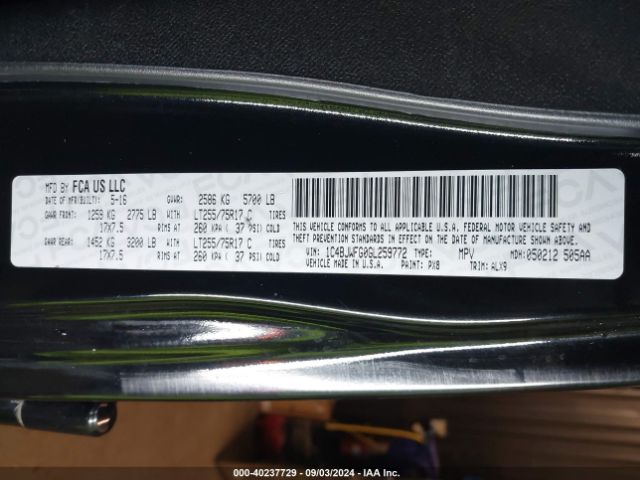 MFD BY FCA US LLC
DATE OF MFR/BUILTY: 5-16 GVWR: 2586 KG 5700 LB
GAWR FRONT: 1259 KG 2775 LB WITH LT255/75R17 C TIRES
17X7.5 RIMS AT 260 KPA ( 37 PSI) COLD
GAWR REAR: 1452 KG 3200 LB WITH LT255/75R17 C TIRES
17X7.5 RIMS AT 260 KPA ( 37 PSI) COLD
THIS VEHICLE CONFORMS TO ALL APPLICABLE U.S.A. FEDERAL MOTOR VEHICLE SAFETY AND
THEFT PREVENTION STANDARDS IN EFFECT ON THE DATE OF MANUFACTURE SHOWN ABOVE.
VIN: 1C4BJWFG0GL259772 TYPE: MPV MDH: 050212 505AA
VEHICLE MADE IN U.S.A. PAINT: PX8 TRIM: ALX9
000-40237729 - 09/03/2024 - IAA Inc.